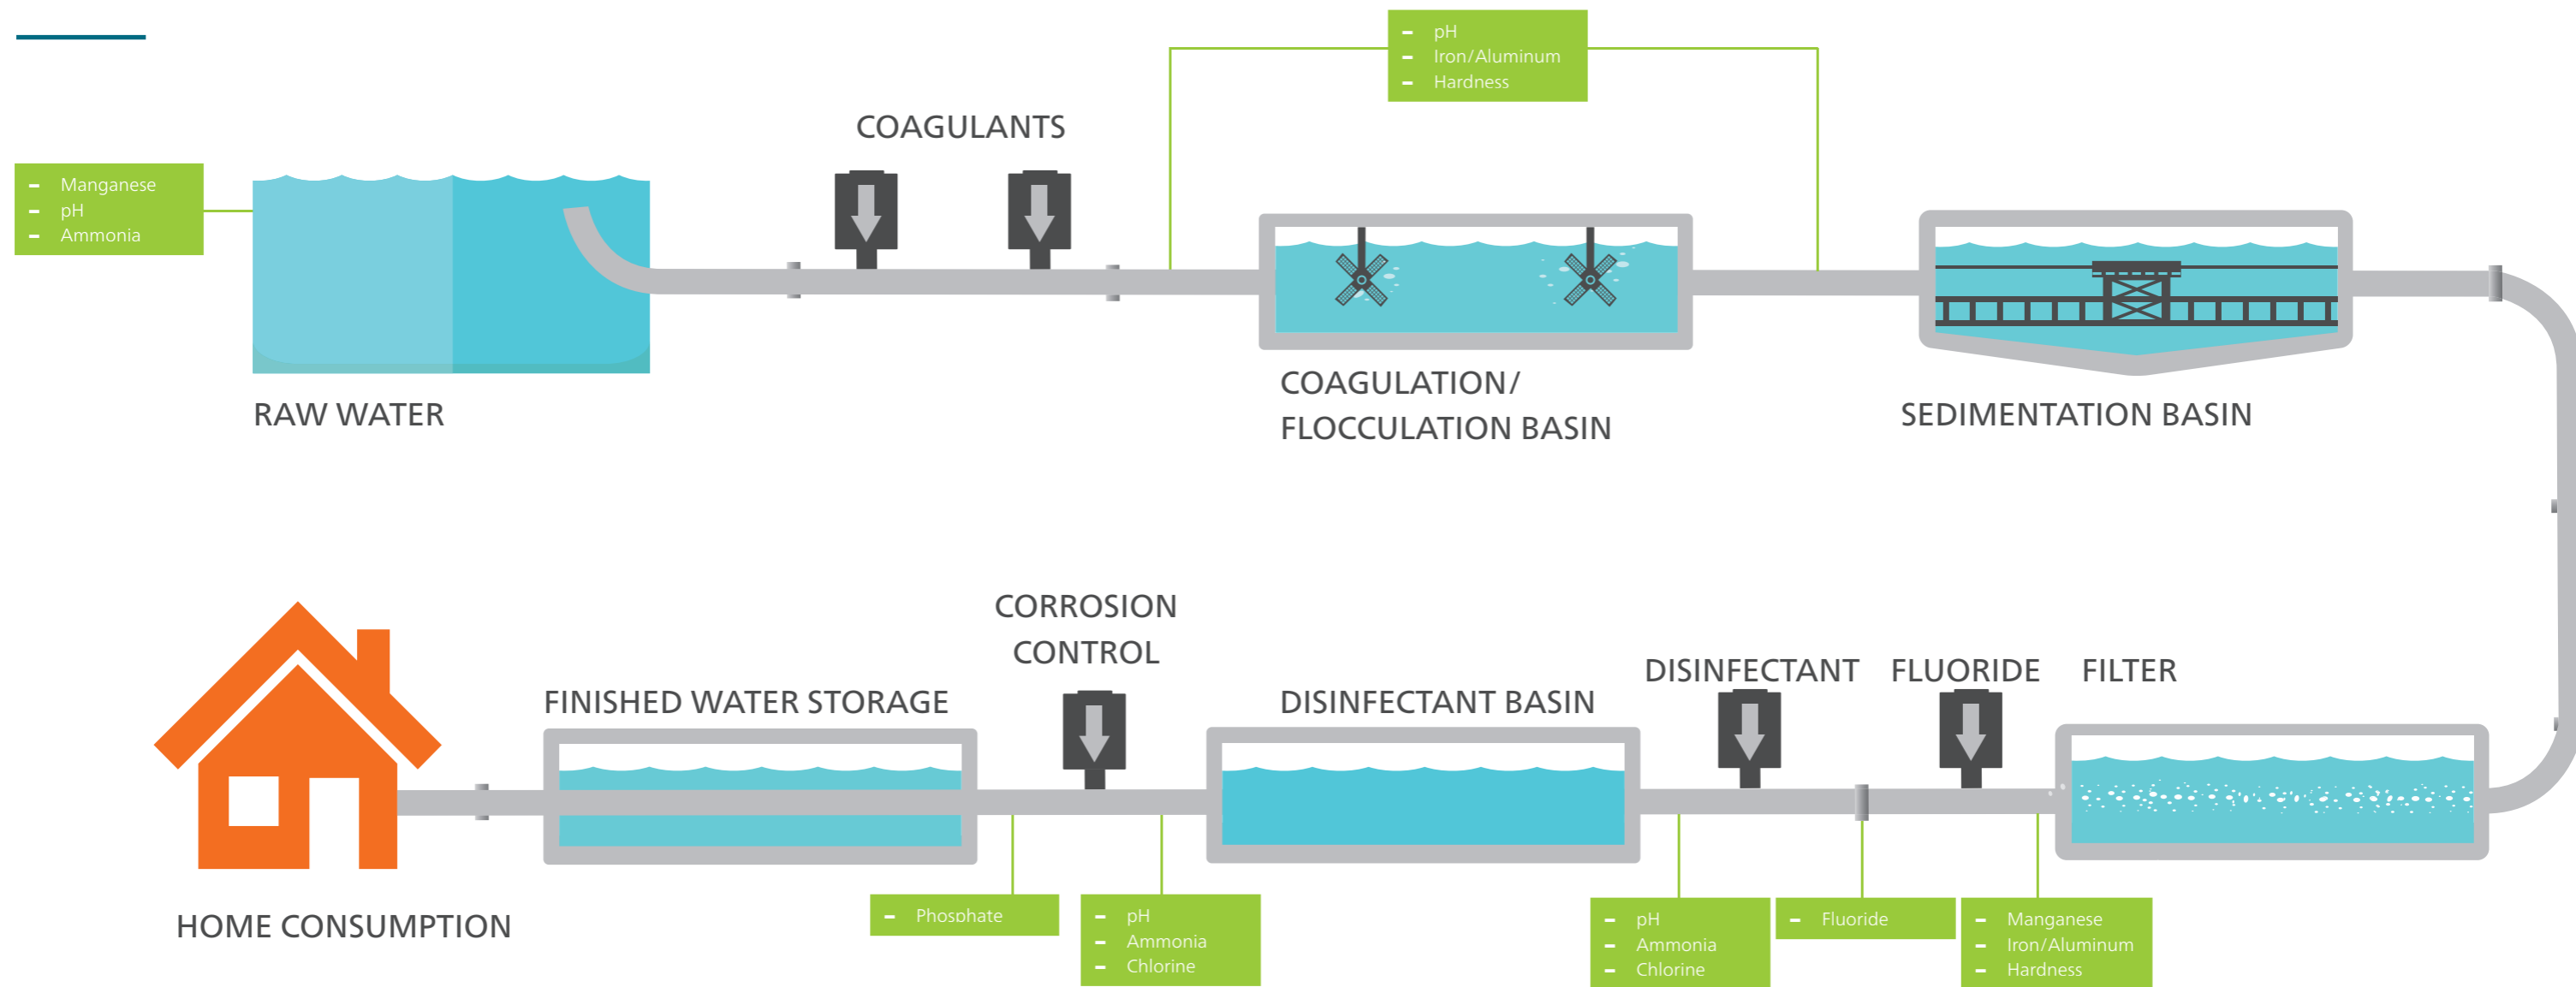 – pH
– Iron/Aluminum
– Hardness
COAGULANTS
– Manganese
– pH
– Ammonia
RAW WATER
COAGULATION/
FLOCCULATION BASIN
SEDIMENTATION BASIN
HOME CONSUMPTION
FINISHED WATER STORAGE
CORROSION
CONTROL
DISINFECTANT BASIN
DISINFECTANT
FLUORIDE
FILTER
– Phosphate
– pH
– Ammonia
– Chlorine
– pH
– Ammonia
– Chlorine
– Fluoride
– Manganese
– Iron/Aluminum
– Hardness